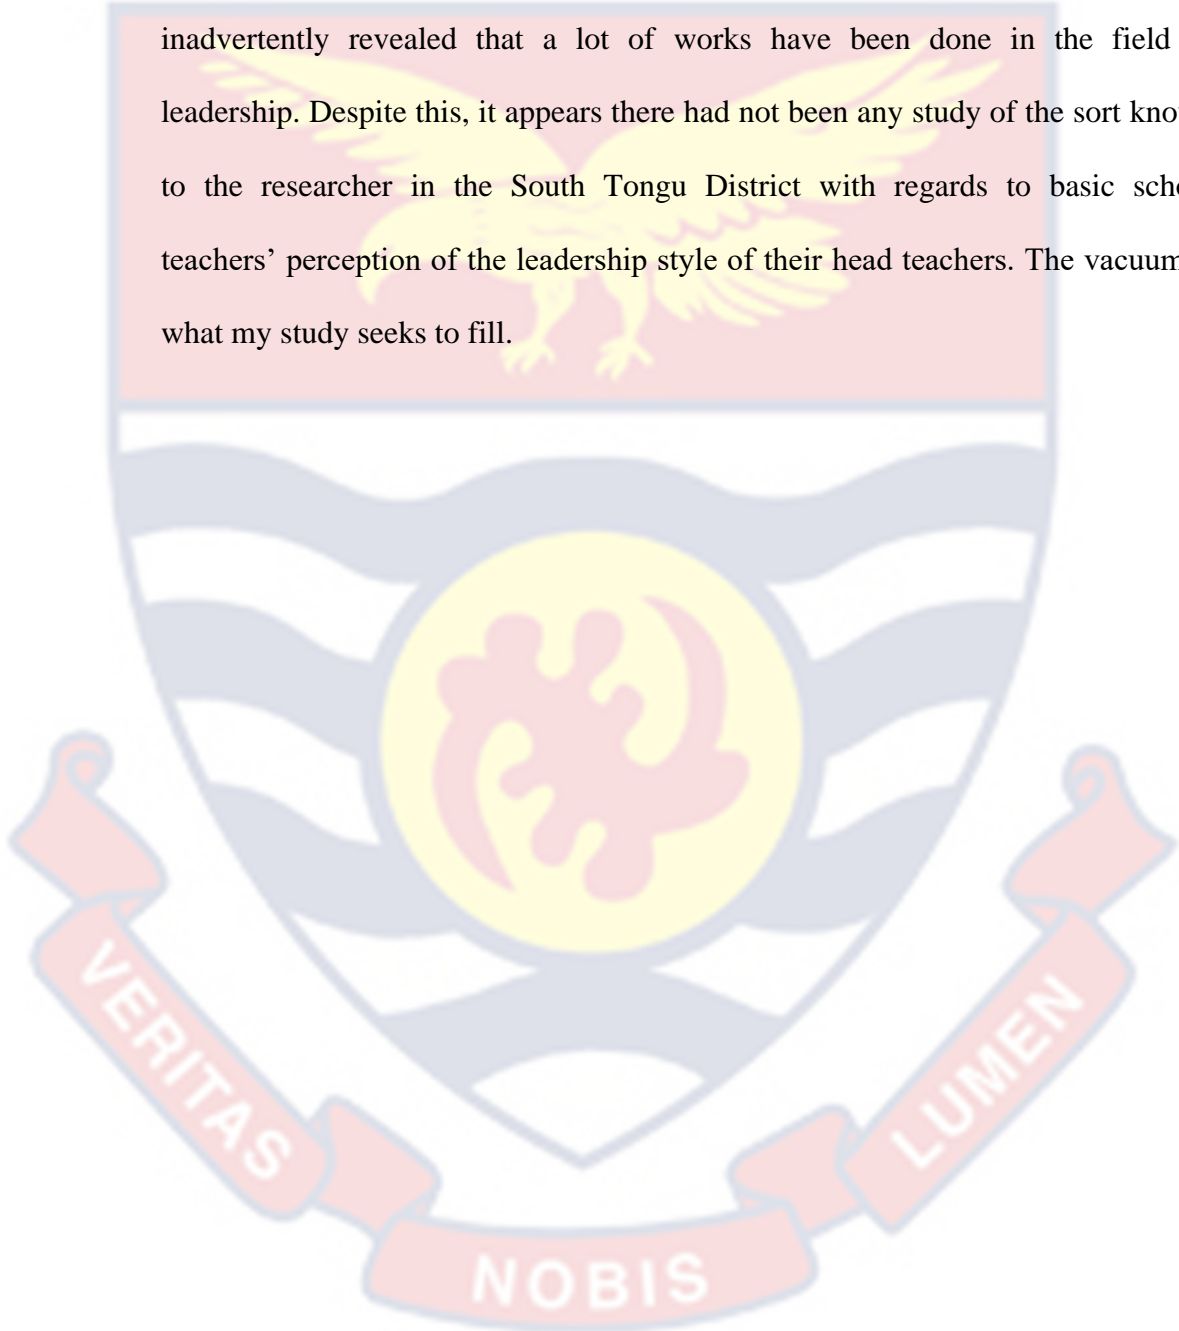 inadvertently revealed that a lot of works have been done in the field
leadership. Despite this, it appears there had not been any study of the sort
to the researcher in the South Tongu District with regards to basic
teachers’ perception of the leadership style of their head teachers. The vacuum
what my study seeks to fill.
VERITAS
NOBIS
LUMEN